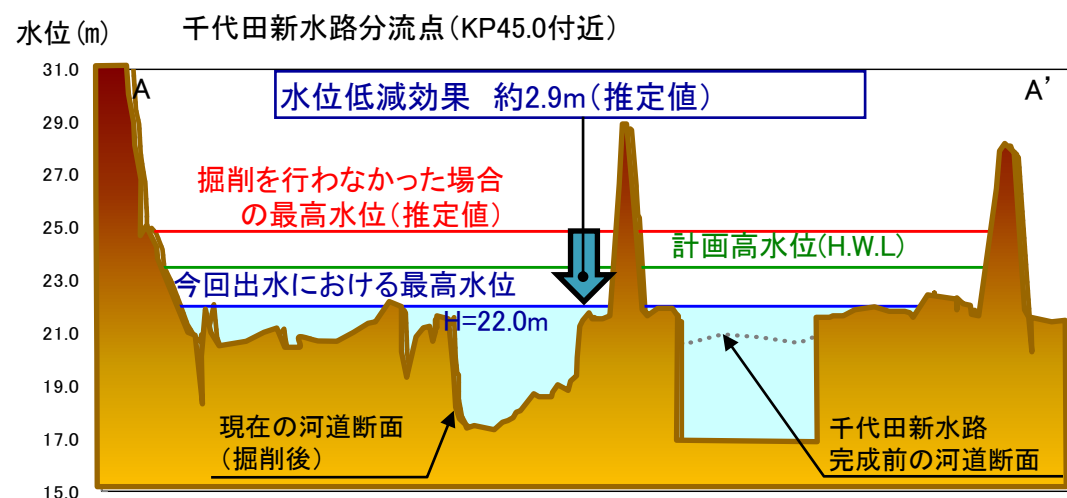 水位(m)
千代田新水路分流点(KP45.0付近)
31.0
29.0
27.0
25.0
23.0
21.0
19.0
17.0
15.0
A
A’
水位低減効果 約2.9m(推定値)
掘削を行わなかった場合
の最高水位(推定値)
計画高水位(H.W.L)
今回出水における最高水位
H=22.0m
現在の河道断面
(掘削後)
千代田新水路
完成前の河道断面